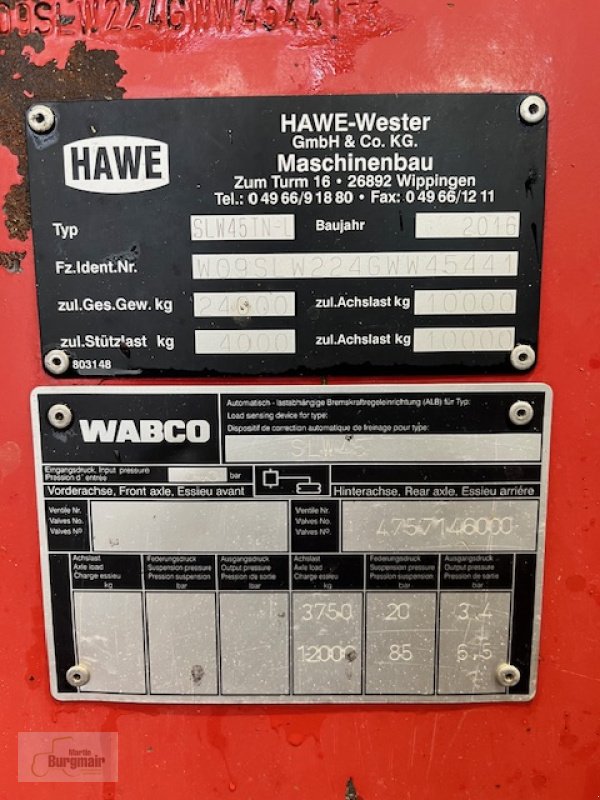 W09SLW224GWW45441
HAWE
HAWE-Wester
GmbH & Co. KG.
Maschinenbau
Zum Turm 16 • 26892 Wippingen
Tel.: 0 49 66/9 18 80 • Fax: 0 49 66/12 11
Typ SLW45TN-L Baujahr 2016
Fz.Ident.Nr. W09SLW224GWW45441
zul.Ges.Gew. kg 24000 zul.Achslast kg 10000
zul.Stützlast kg 4000 zul.Achslast kg 10000
803148
WABCO
Automatisch - lastabhängige Bremskraftregeleinrichtung (ALB) für Typ:
Load sensing device for type:
Dispositif de correction automatique de freinage pour type:
SLW45
Eingangsdruck, Input pressure
Pression d'entrée bar
Vorderachse, Front axle, Essieu avant Hinterachse, Rear axle, Essieu arriére
Ventile Nr. Ventile Nr.
Valves No. Valves No. 4757146000
Valves Nº. Valves Nº.
Achslast Federungsdruck Ausgangsdruck Achslast Federungsdruck Ausgangsdruck
Axle load Suspension pressure Output pressure Axle load Suspension pressure Output pressure
Charge essieu Pression suspension Pression de sortie Charge essieu Pression suspension Pression de sortie
kg bar bar kg bar bar
3750 20 3,4
12000 85 6,5
Martin
Burgmair